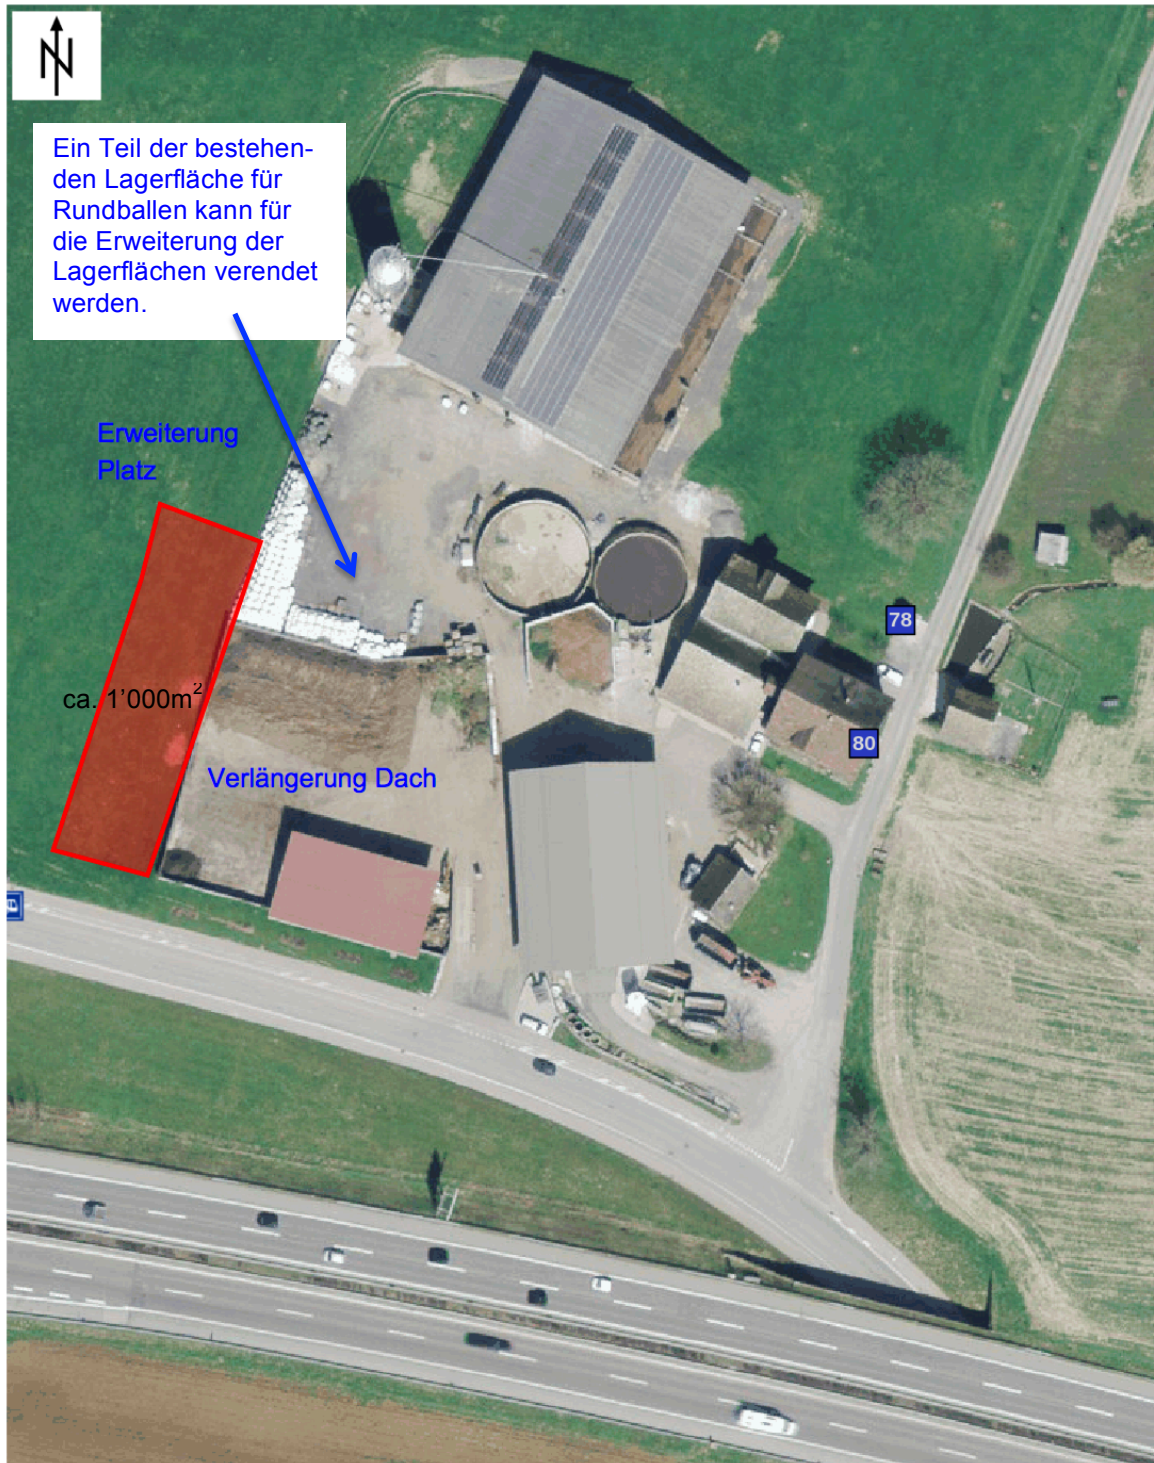 N
Ein Teil der bestehen-
den Lagerfläche für
Rundballen kann für
die Erweiterung der
Lagerflächen verendet
werden.
Erweiterung
Platz
78
ca. 1’000m²
80
Verlängerung Dach